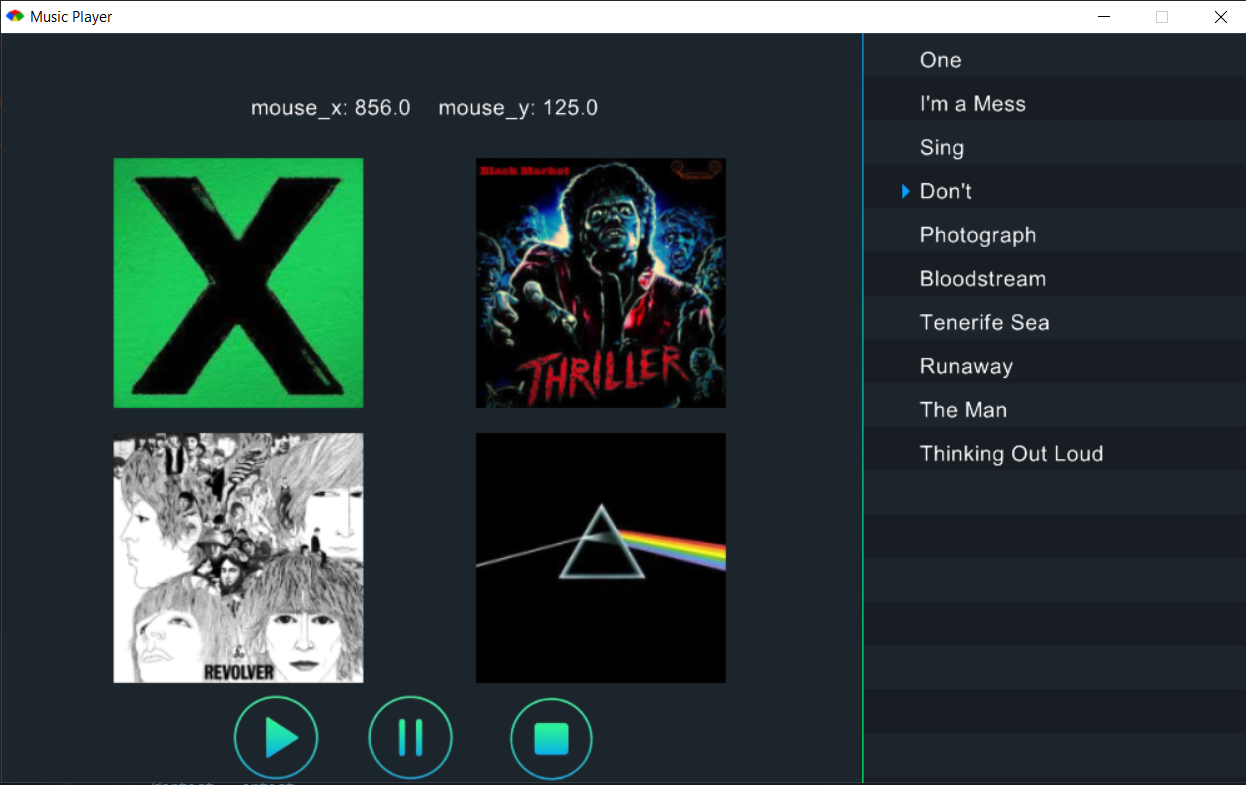 Music Player
mouse_x: 856.0 mouse_y: 125.0
Black Market
THRILLER
REVOLVER
One
I'm a Mess
Sing
Don't
Photograph
Bloodstream
Tenerife Sea
Runaway
The Man
Thinking Out Loud